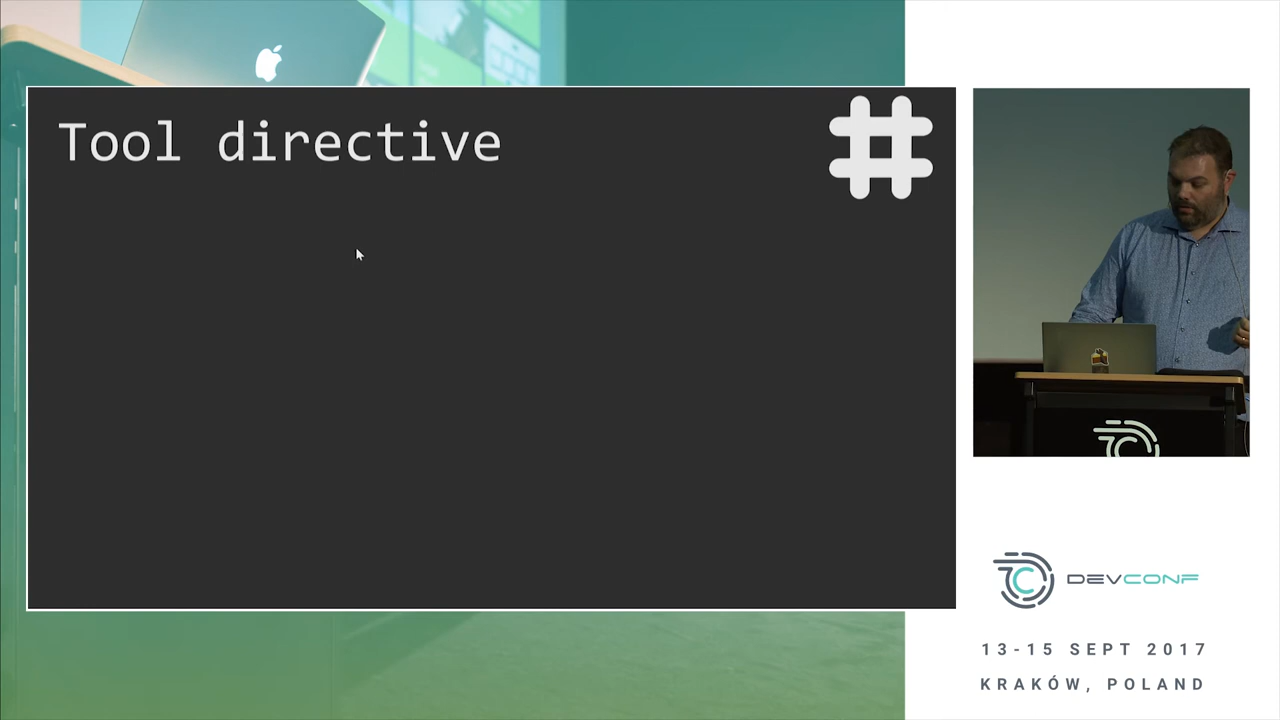 Tool directive
DEVCONF
13-15 SEPT 2017
KRAKÓW, POLAND